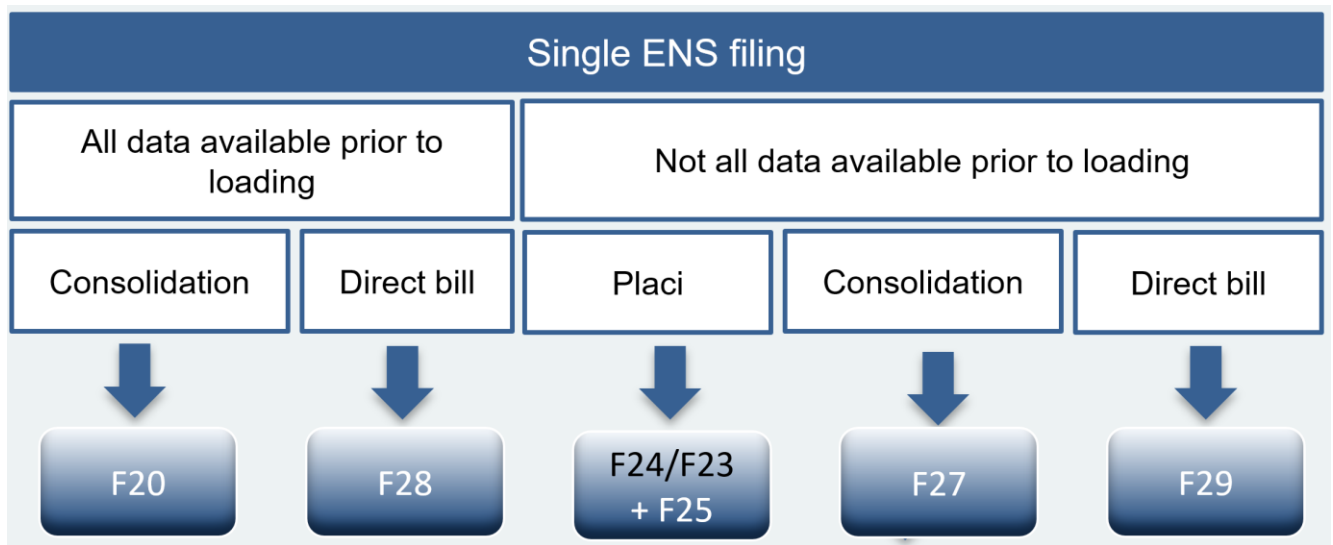 Single ENS filing
All data available prior to
loading
Not all data available prior to loading
Consolidation
Direct bill
Placi
Consolidation
Direct bill
F20
F28
F24/F23
+ F25
F27
F29